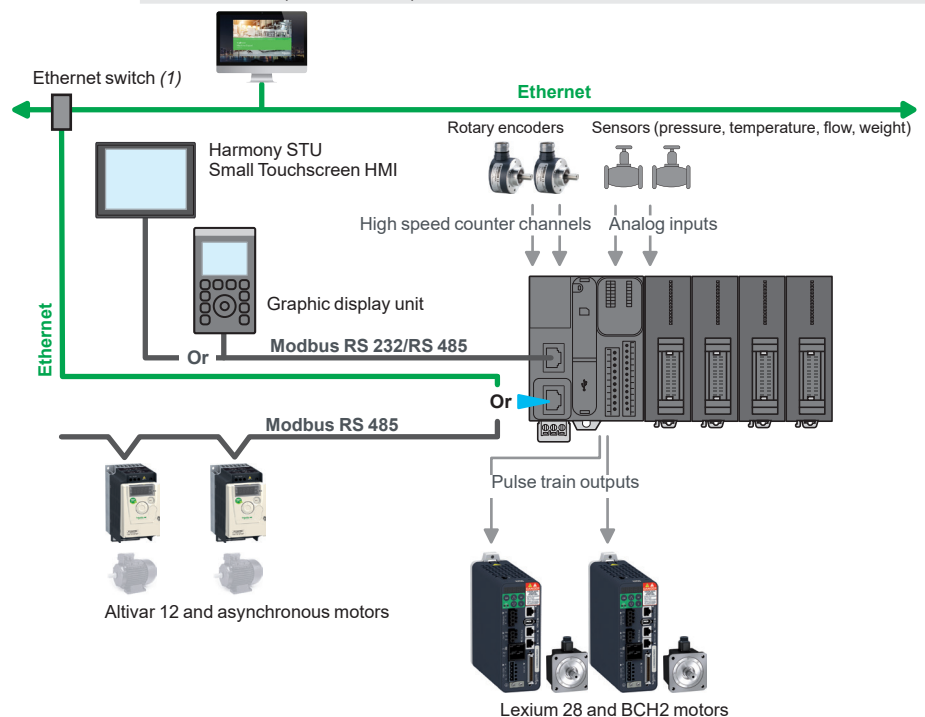 Ethernet switch (1)
Ethernet
Rotary encoders
Sensors (pressure, temperature, flow, weight)
Harmony STU
Small Touchscreen HMI
High speed counter channels
Analog inputs
Graphic display unit
Ethernet
Or
Modbus RS 232/RS 485
Or
Modbus RS 485
Pulse train outputs
Altivar 12 and asynchronous motors
Lexium 28 and BCH2 motors